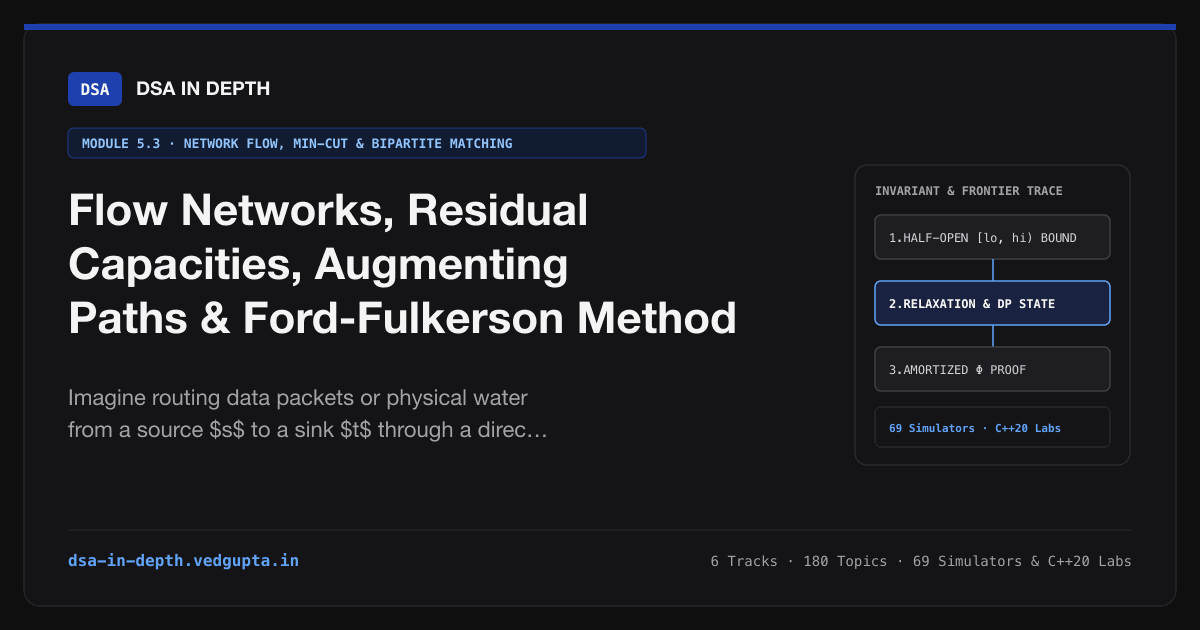 DSA
DSA IN DEPTH
MODULE 5.3 · NETWORK FLOW, MIN-CUT & BIPARTITE MATCHING
Flow Networks, Residual
Capacities, Augmenting
Paths & Ford-Fulkerson Method
Imagine routing data packets or physical water
from a source $s$ to a sink $t$ through a direc…
INVARIANT & FRONTIER TRACE
1.HALF-OPEN [lo, hi) BOUND
2.RELAXATION & DP STATE
3.AMORTIZED Φ PROOF
69 Simulators · C++20 Labs
dsa-in-depth.vedgupta.in
6 Tracks · 180 Topics · 69 Simulators & C++20 Labs